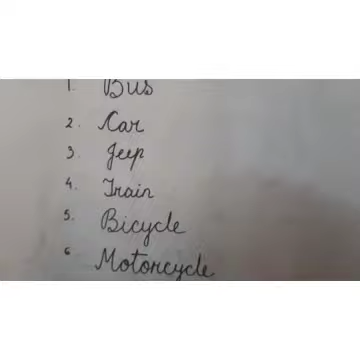 1. Bus
2. Car
3. Jeep
4. Train
5. Bicycle
6 Motorcycle